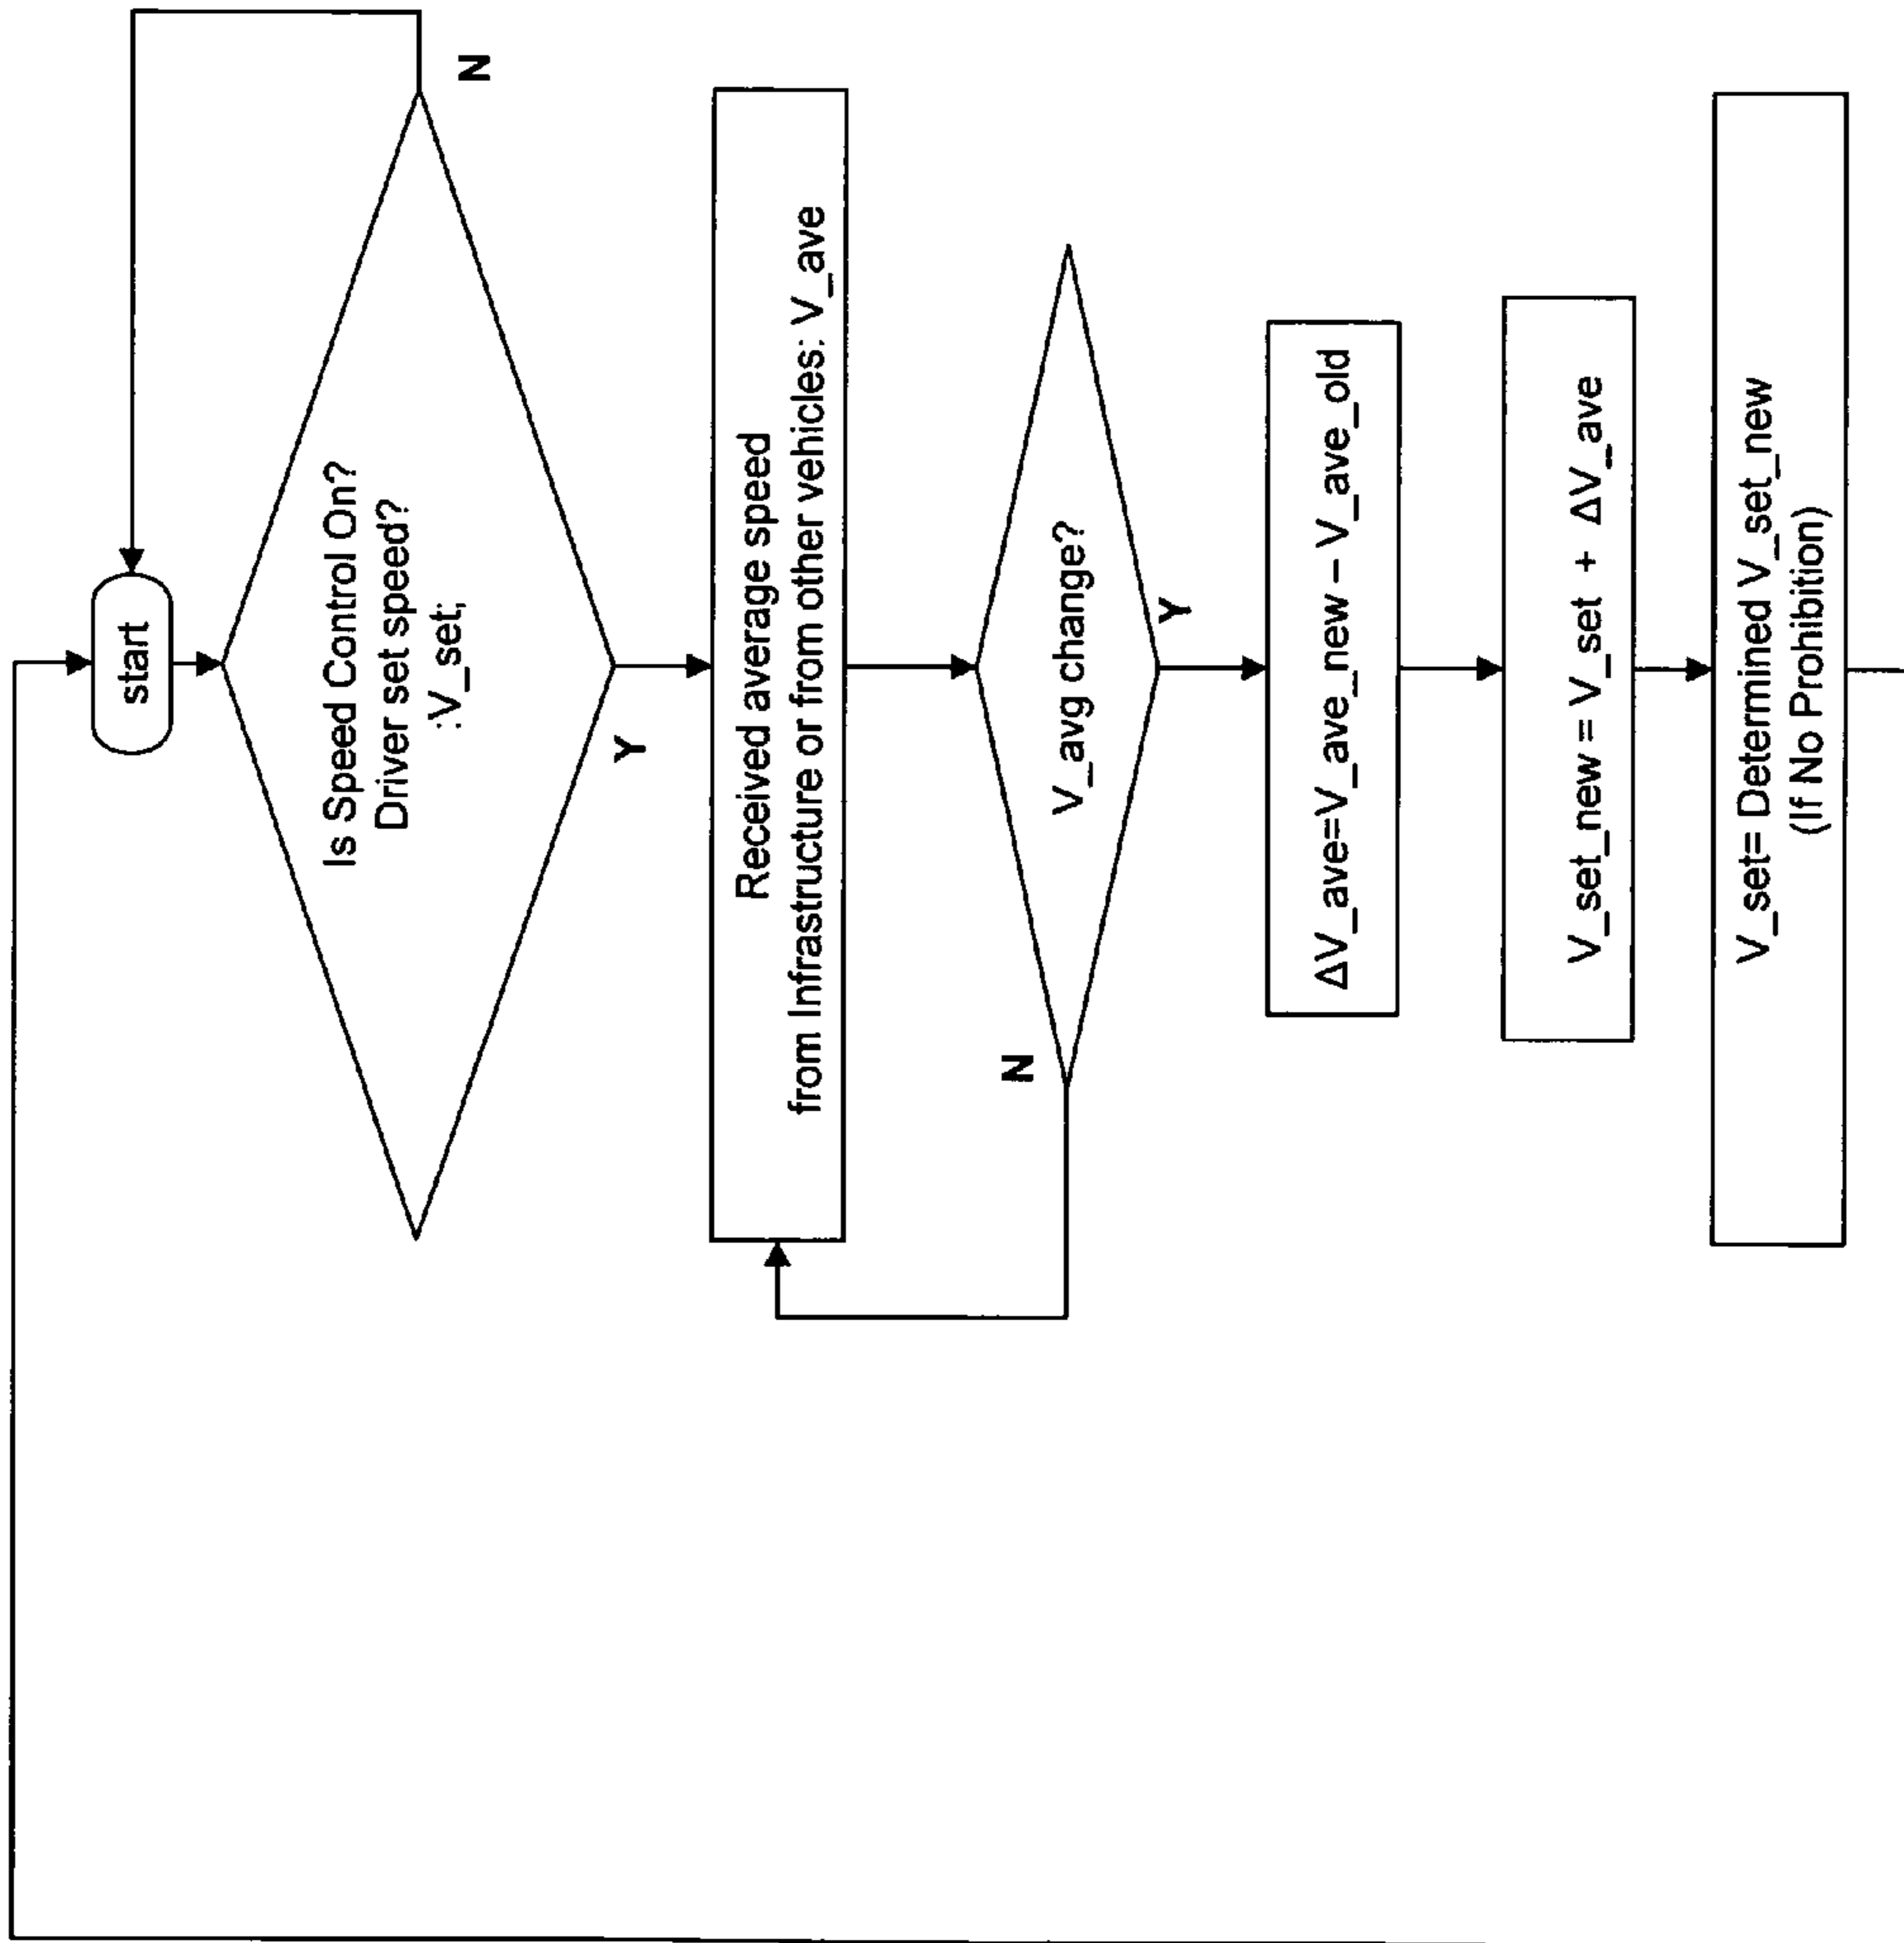 start
Is Speed Control On?
Driver set speed?
:V_set;
N
Y
Received average speed
from Infrastructure or from other vehicles: V_ave
V_avg change?
N
Y
ΔV_ave=V_ave_new – V_ave_old
V_set_new = V_set + ΔV_ave
V_set= Determined V_set_new
(If No Prohibition)